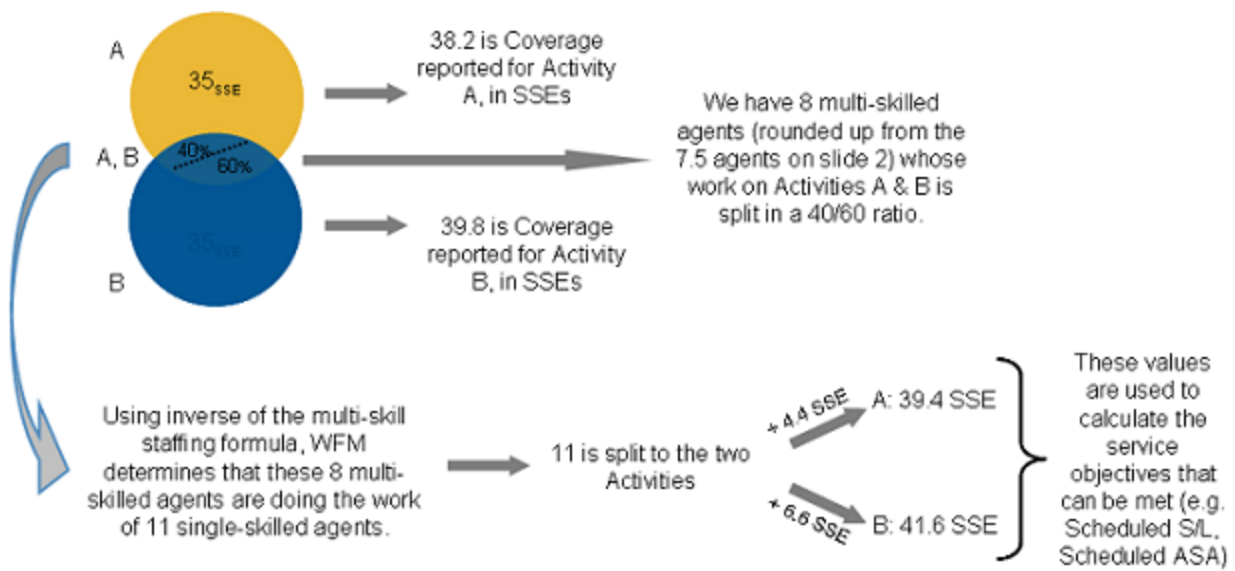 A
35SSE
40%
A, B
60%
35SSE
B
38.2 is Coverage
reported for Activity
A, in SSEs
39.8 is Coverage
reported for Activity
B, in SSEs
We have 8 multi-skilled
agents (rounded up from the
7.5 agents on slide 2) whose
work on Activities A & B is
split in a 40/60 ratio.
Using inverse of the multi-skill
staffing formula, WFM
determines that these 8 multi-
skilled agents are doing the work
of 11 single-skilled agents.
11 is split to the two
Activities
+ 4.4 SSE
A: 39.4 SSE
+ 6.6 SSE
B: 41.6 SSE
These values
are used to
calculate the
service
objectives that
can be met (e.g.
Scheduled S/L,
Scheduled ASA)